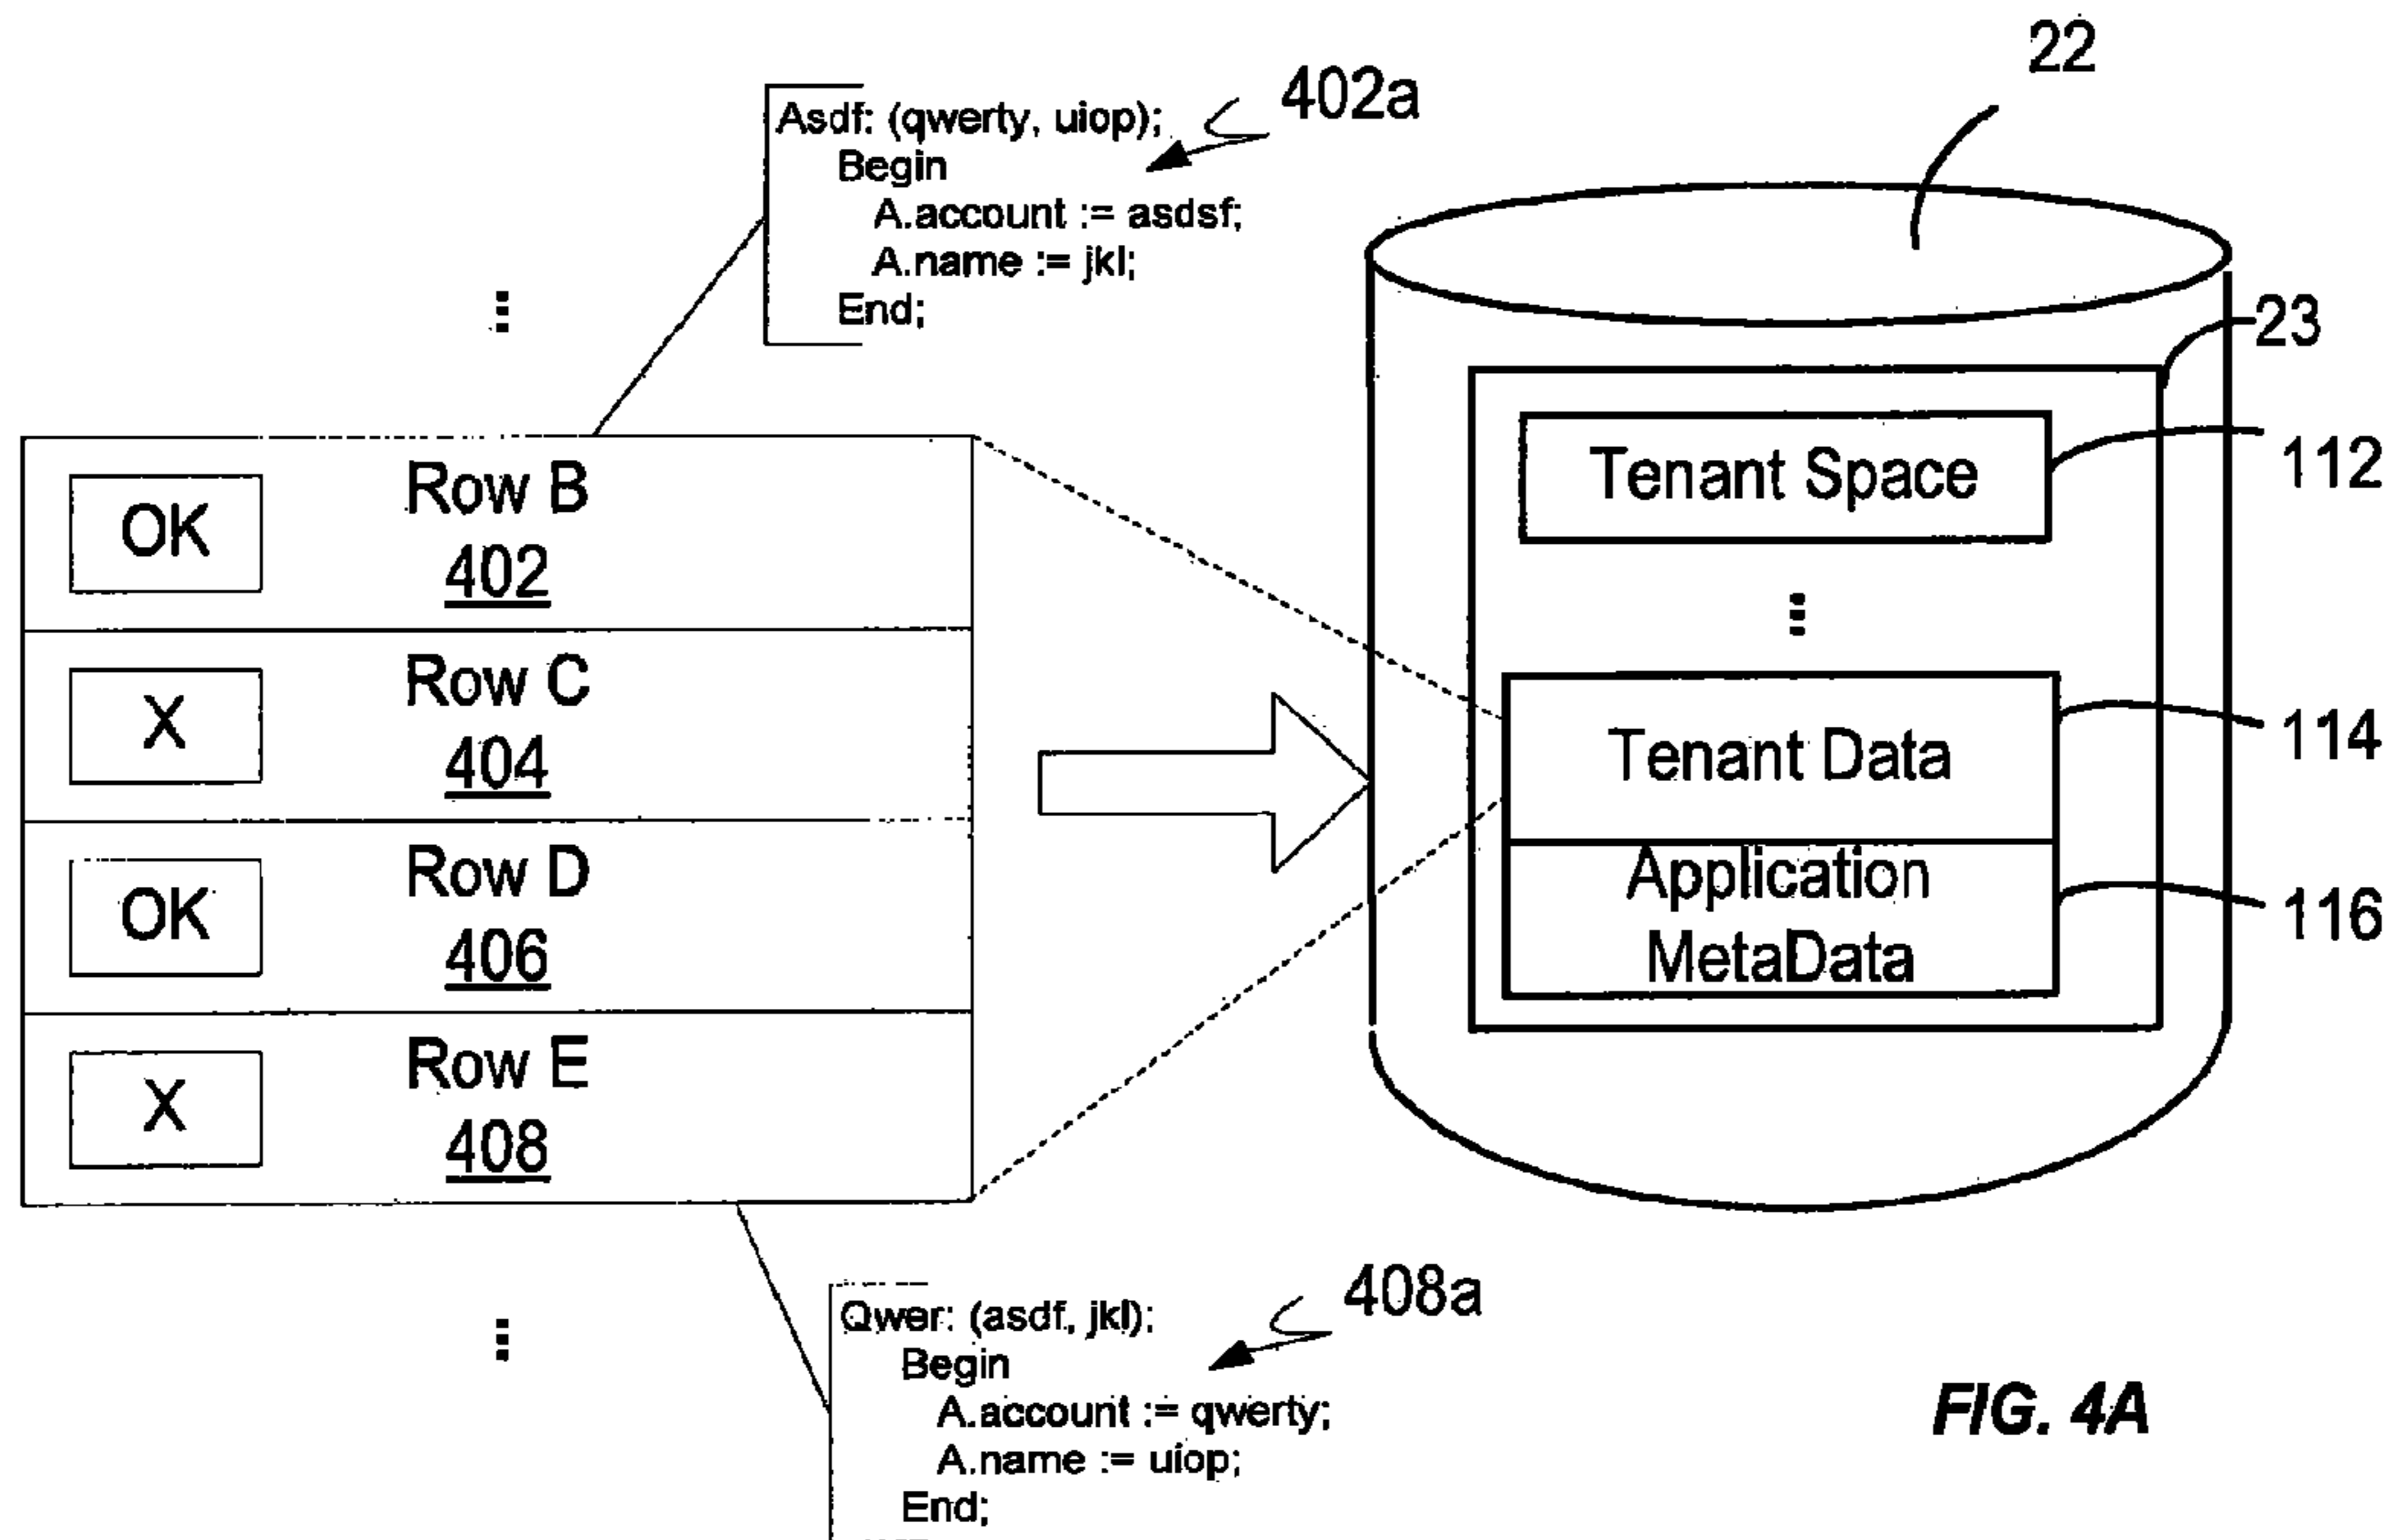 22
Asdf: (qwerty, uiop);
Begin
A.account := asdsf;
A.name := jkl;
End;
402a
23
Tenant Space
112
Row B
OK
402
Row C
X
404
Tenant Data
114
Row D
OK
406
Application
MetaData
116
Row E
X
408
Qwer: (asdf, jkl);
Begin
A.account := qwerty;
A.name := uiop;
End;
408a
FIG. 4A